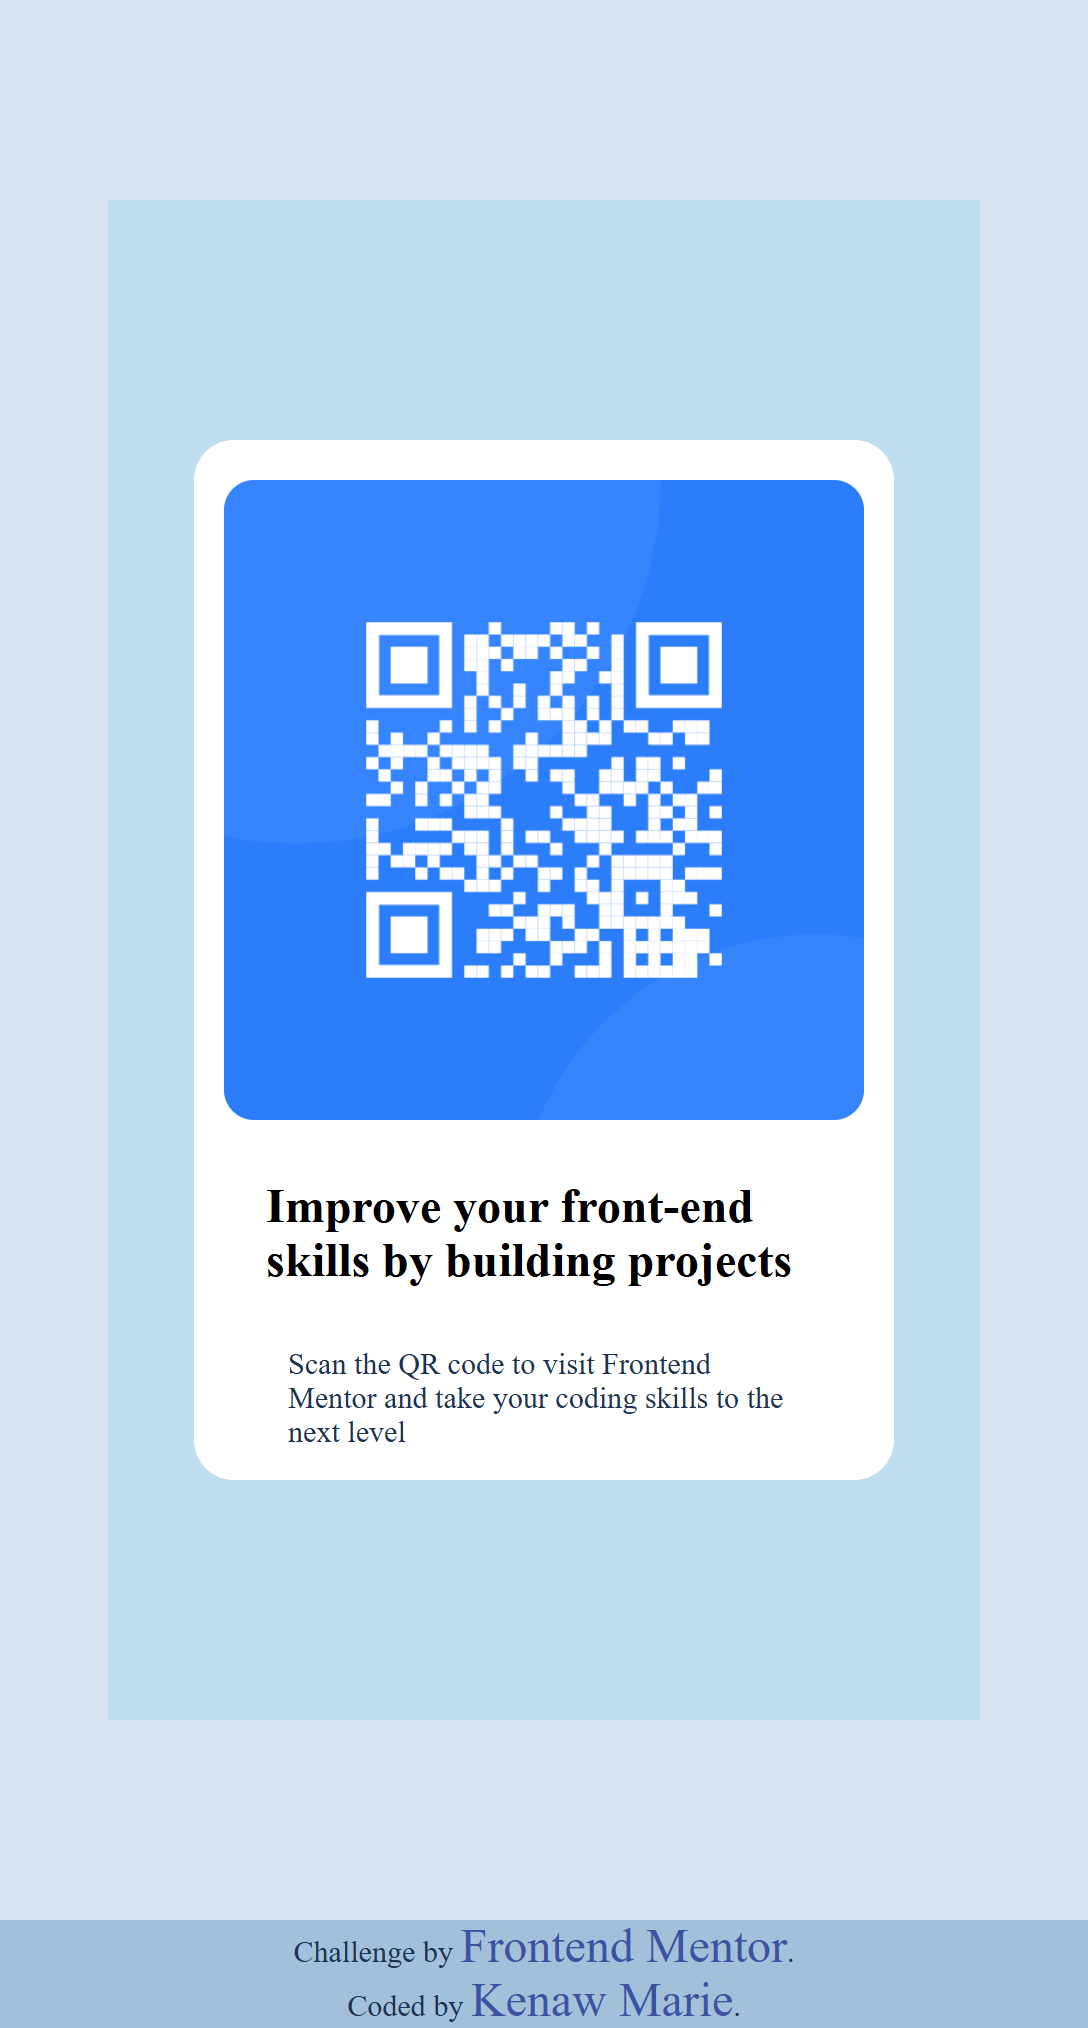 Improve your front-end
skills by building projects
Scan the QR code to visit Frontend
Mentor and take your coding skills to the
next level
Challenge by Frontend Mentor.
Coded by Kenaw Marie.